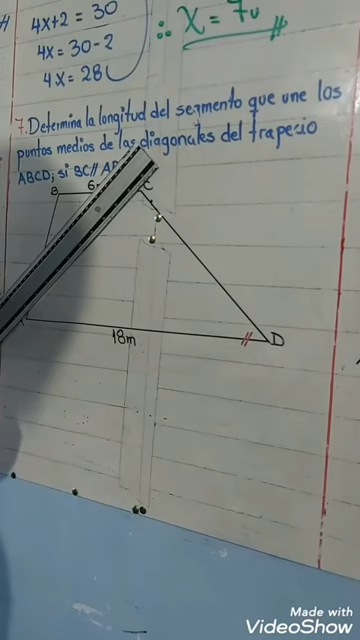 4x+2 = 30
4x = 30-2
4x = 28
∴ x = 7u
7. Determina la longitud del segmento que une los
puntos medios de las diagonales del trapecio
ABCD; si BC//
B 6 C
18m D
Made with
VideoShow